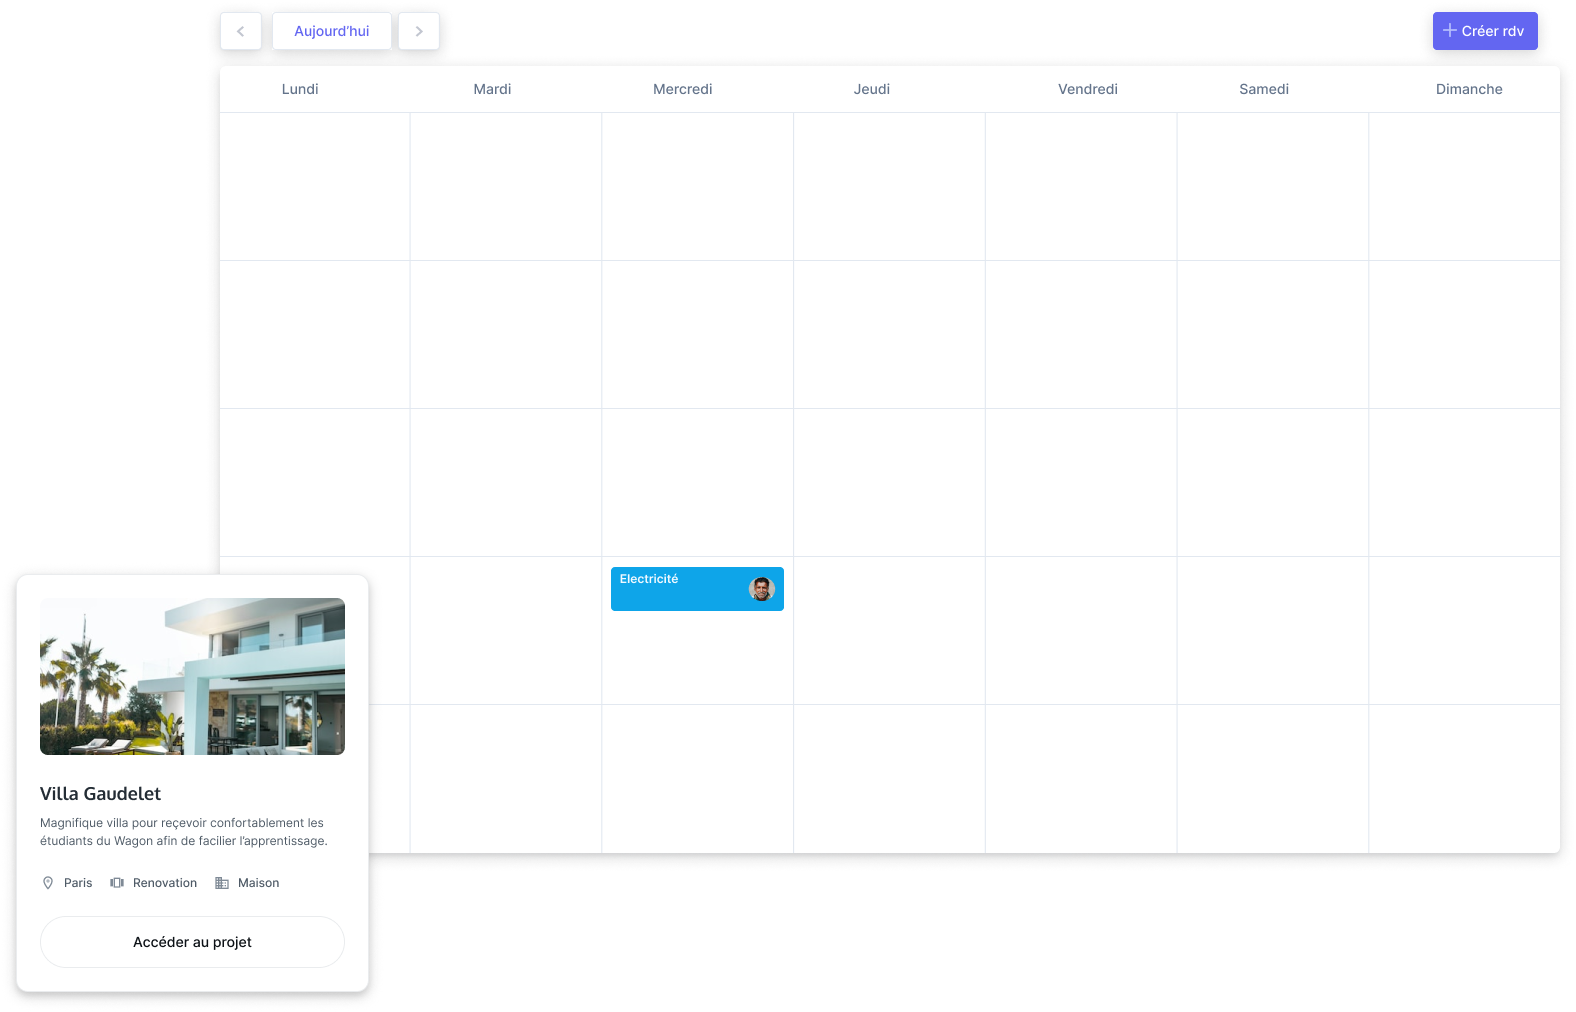 Aujourd'hui
Créer rdv
Lundi
Mardi
Mercredi
Jeudi
Vendredi
Samedi
Dimanche
Electricité
Villa Gaudelet
Magnifique villa pour reçevoir confortablement les
étudiants du Wagon afin de facilier l'apprentissage.
Paris
Renovation
Maison
Accéder au projet